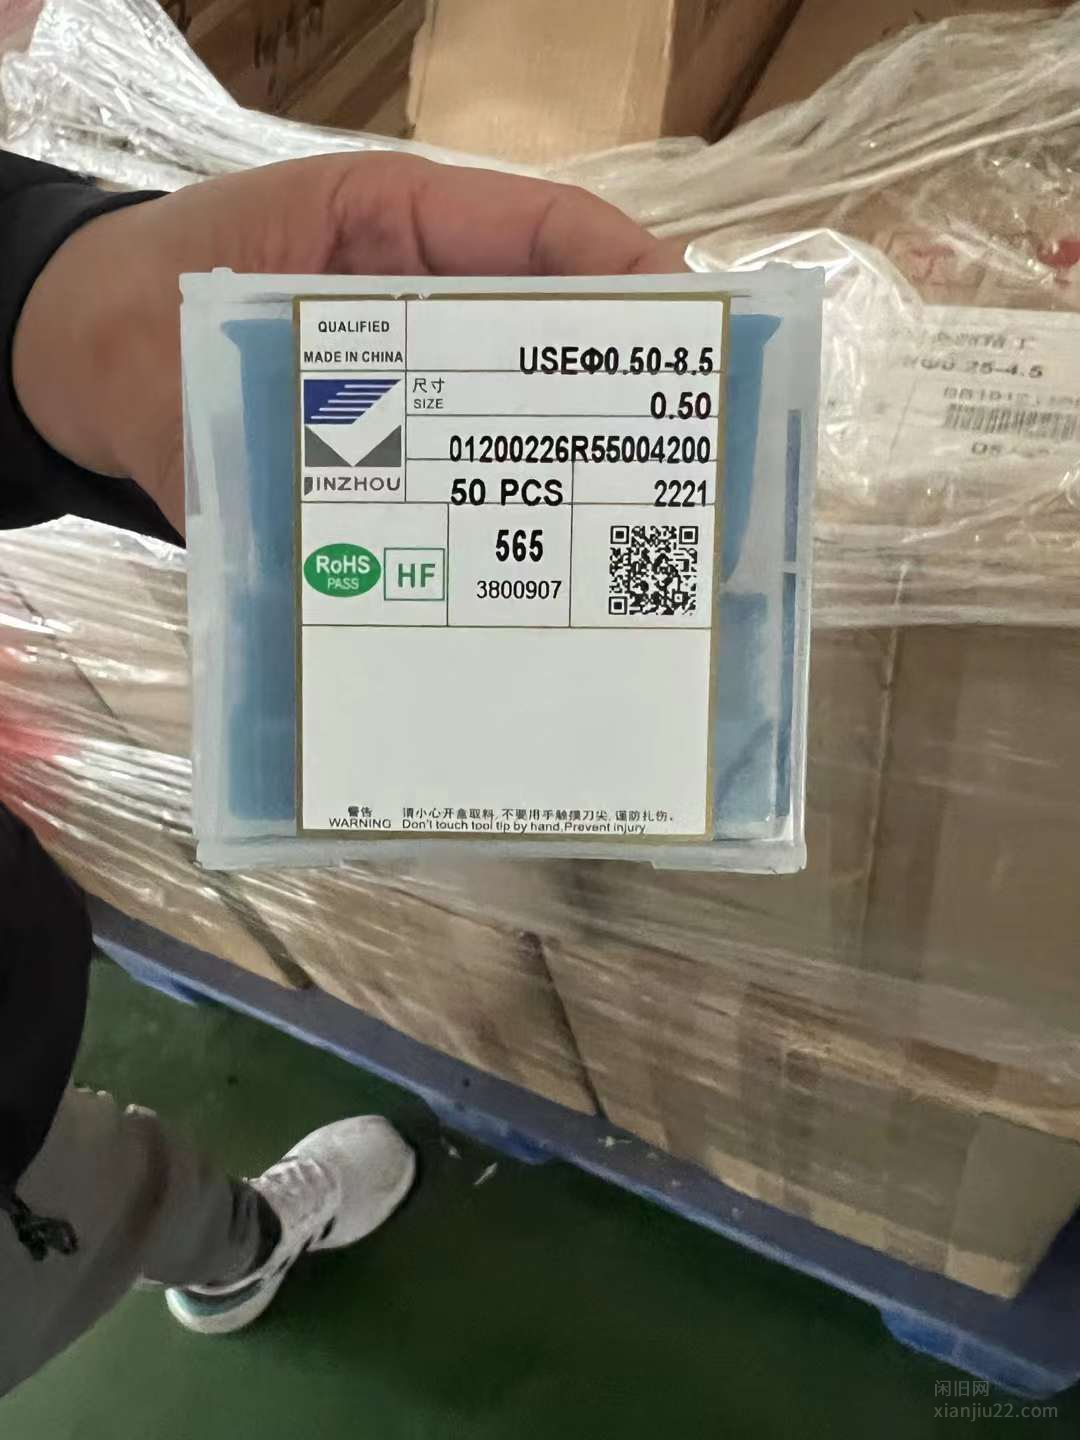 QUALIFIED
MADE IN CHINA
USEΦ0.50-8.5
尺寸
SIZE
0.50
01200226R55004200
JINZHOU
50 PCS
2221
RoHS
PASS
HF
565
3800907
警告
WARNING
请小心开盒取料,不要用手触摸刀尖,谨防扎伤。
Don't touch tool tip by hand,Prevent injury
25-4.5
闲旧网
xianjiu22.com